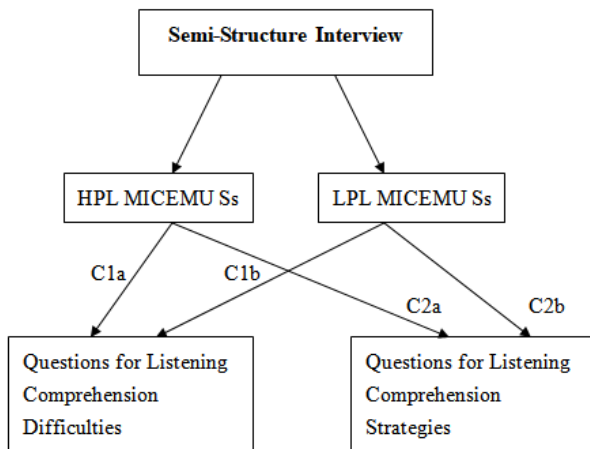 Semi-Structure Interview
HPL MICEMU Ss
LPL MICEMU Ss
C1a
C1b
C2a
C2b
Questions for Listening
Comprehension
Difficulties
Questions for Listening
Comprehension
Strategies